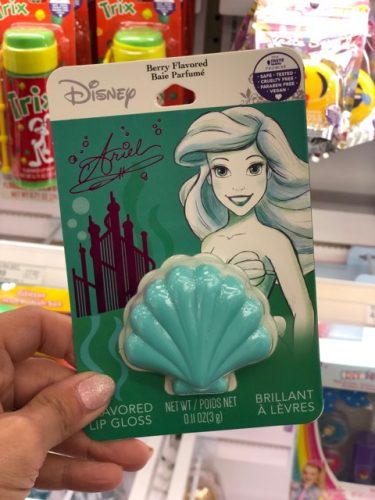 Berry Flavored
Baie Parfumé
Disney
SAFE • TESTED
CRUELTY FREE
PARABEN FREE
VEGAN
Ariel
Trix
Trix
FLAVORED
LIP GLOSS
NET WT / POIDS NET
0.11 OZ (3g)
BRILLANT
À LÈVRES